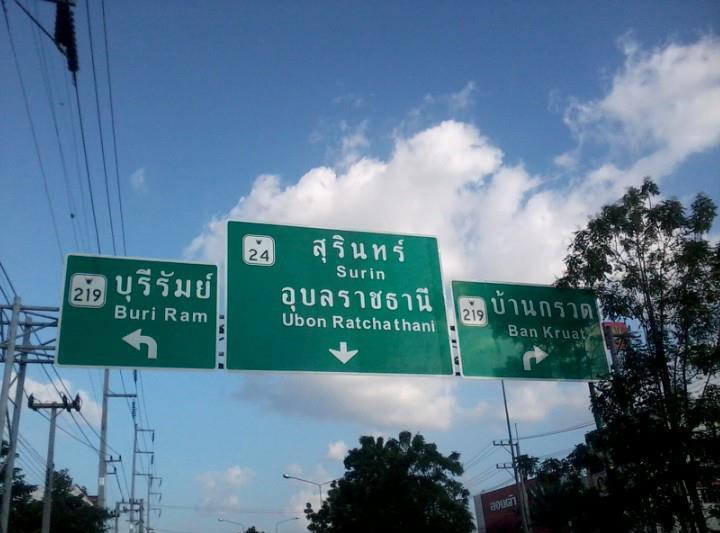 219
บุรีรัมย์
Buri Ram
24
สุรินทร์
Surin
อุบลราชธานี
Ubon Ratchathani
219
บ้านกรวด
Ban Kruat